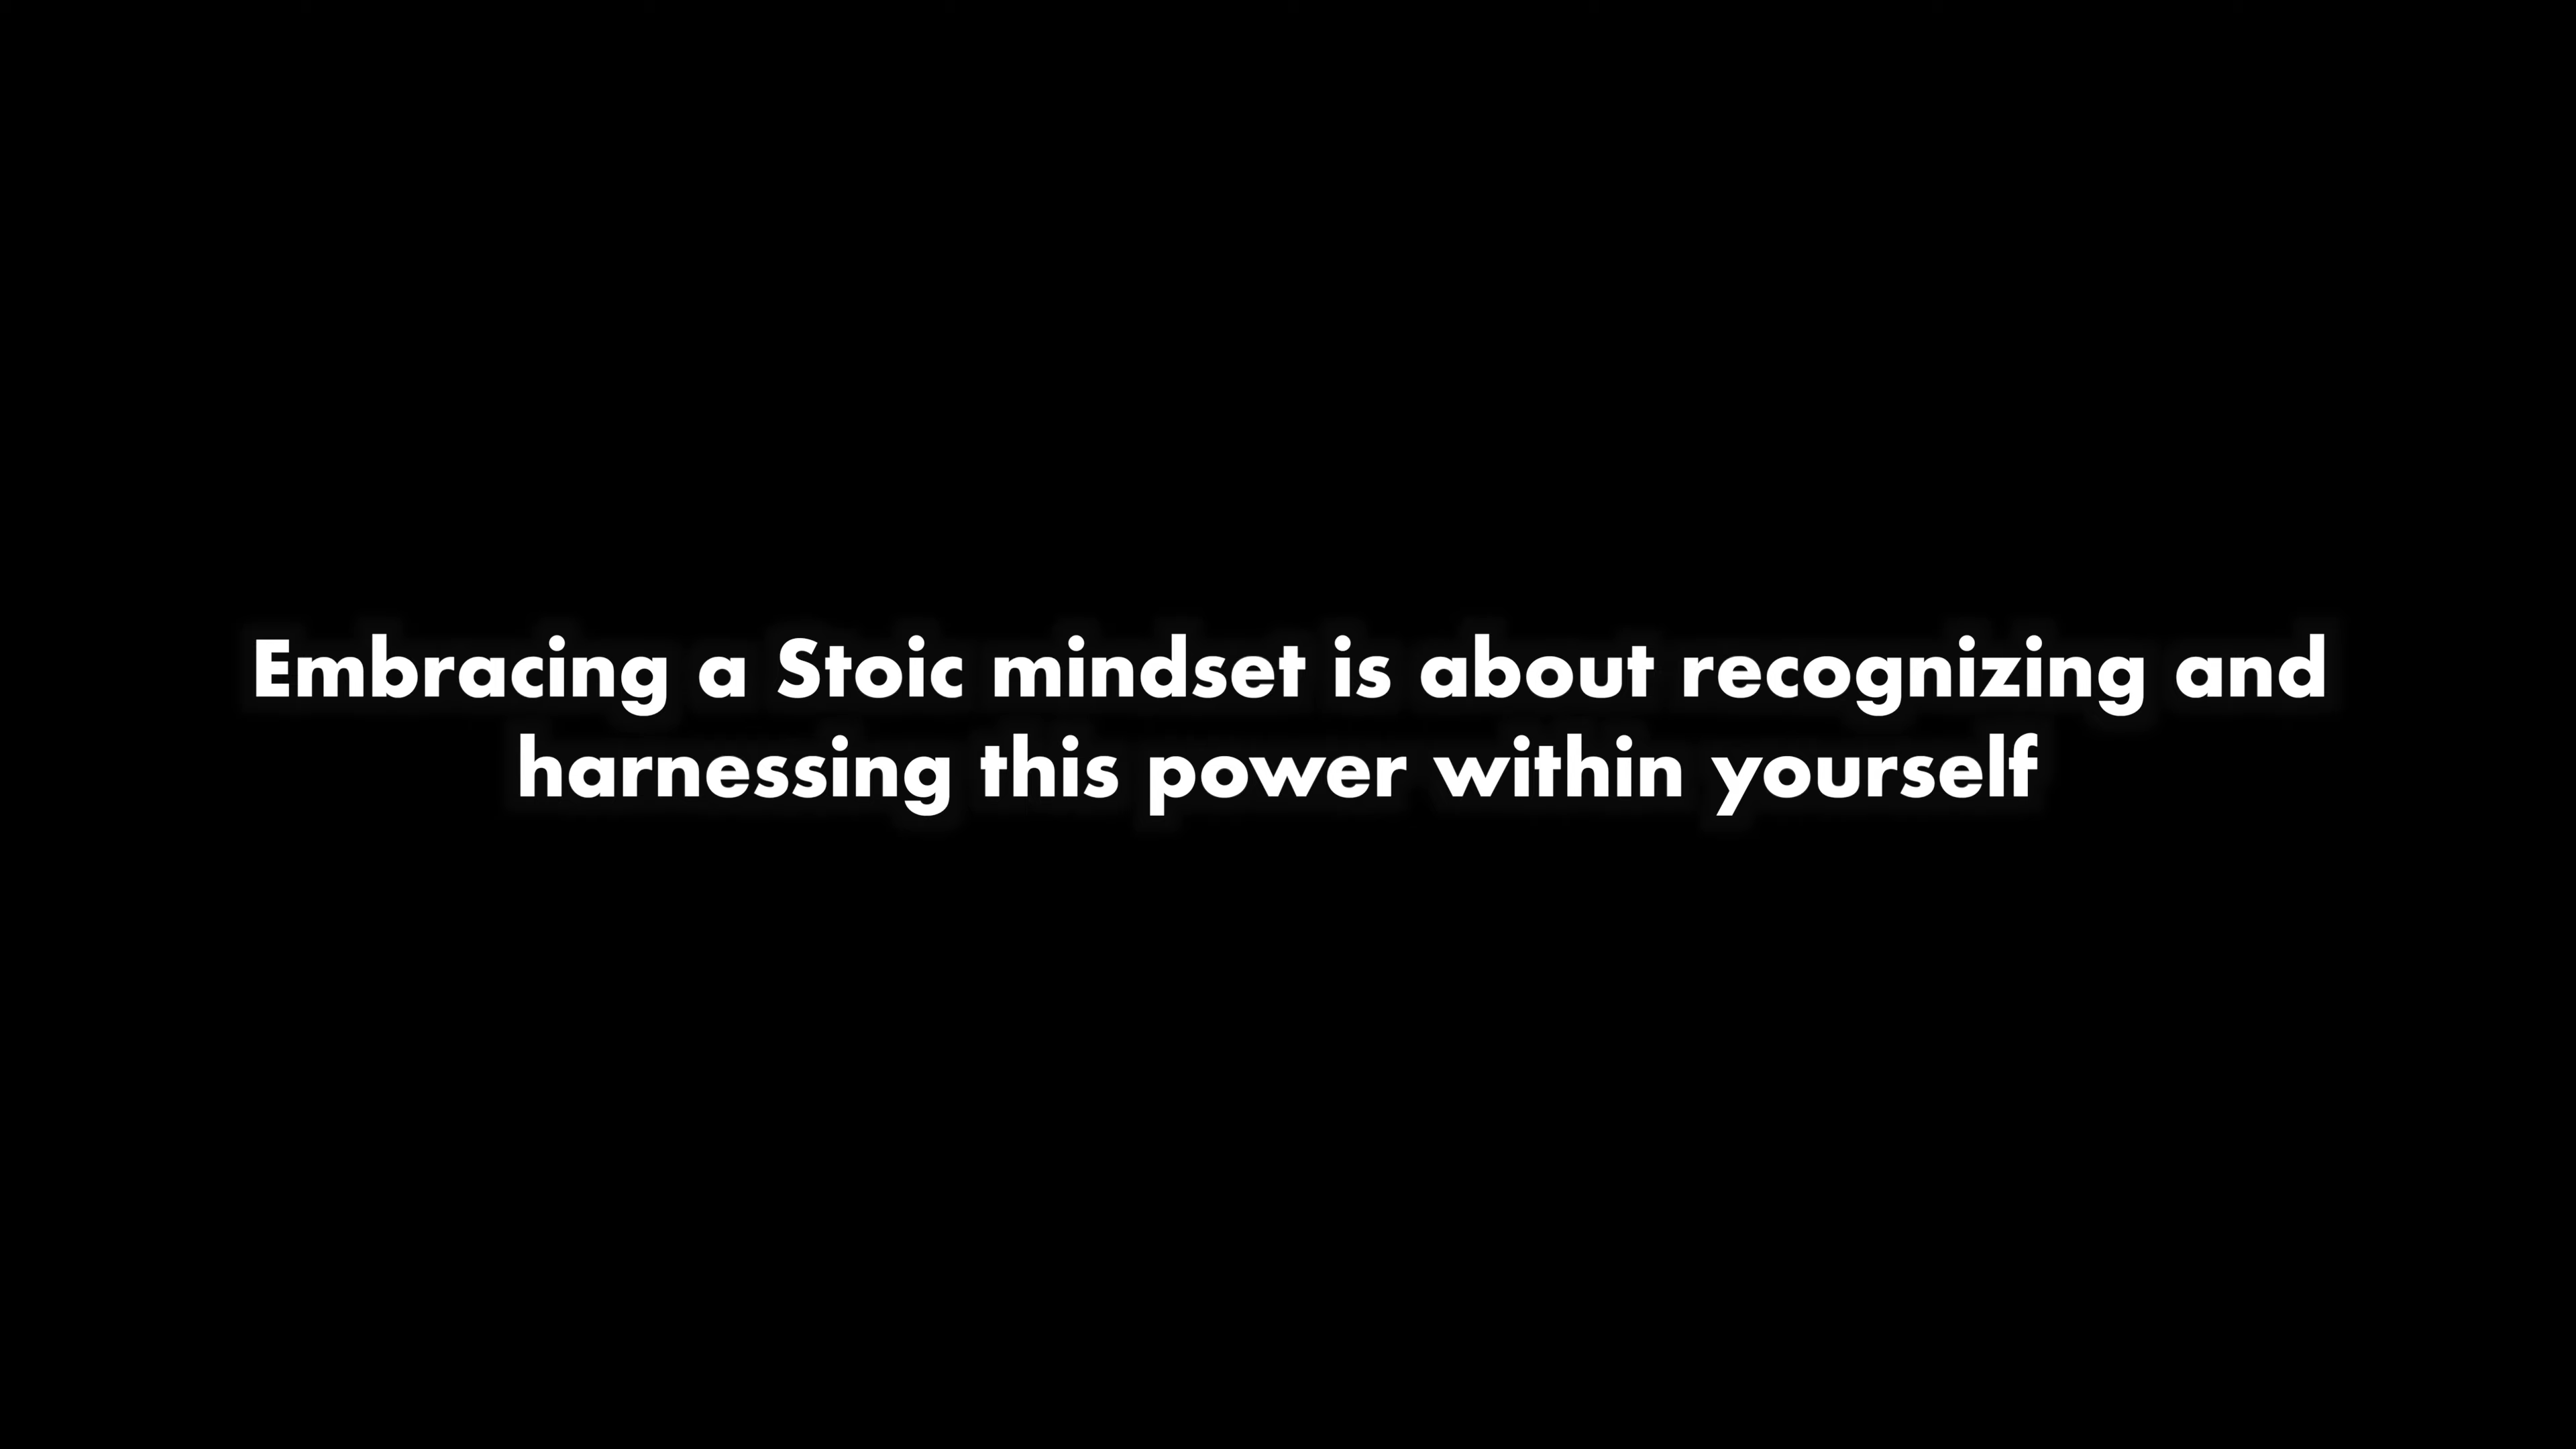 Embracing a Stoic mindset is about recognizing and
harnessing this power within yourself